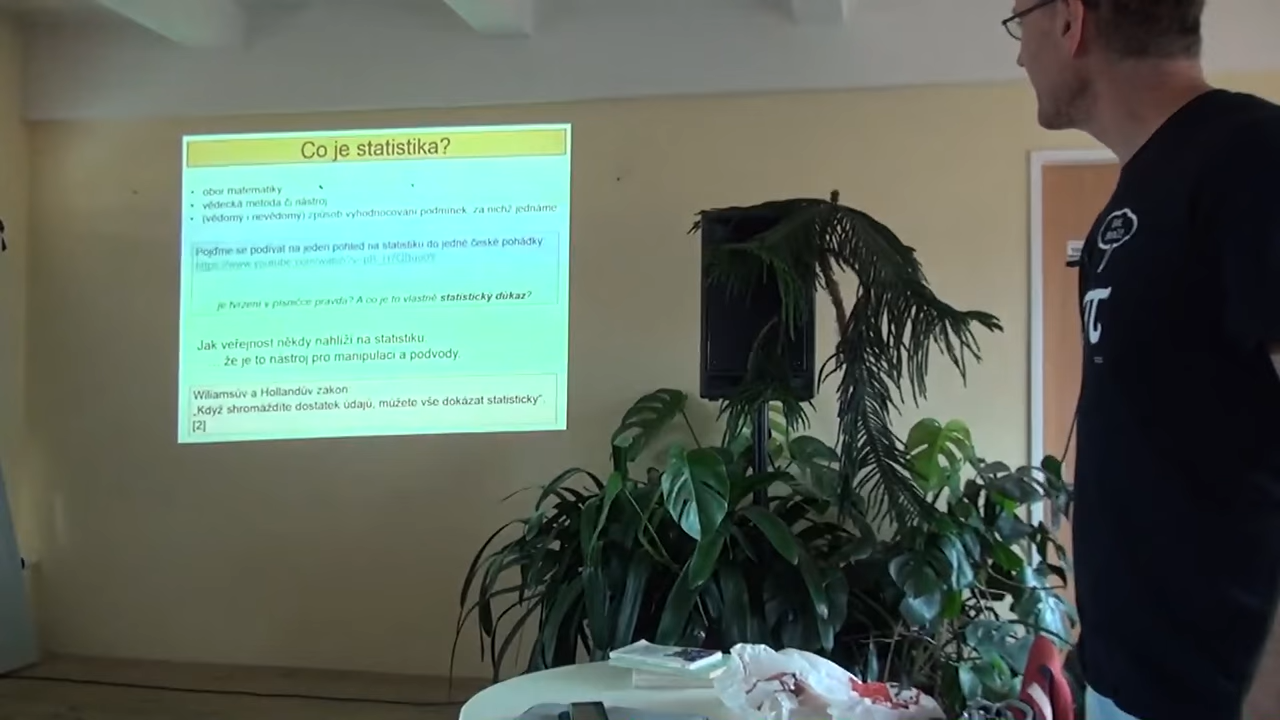 Co je statistika?
• obor matematiky
• vědecká metoda či nástroj
• (vědomý i nevědomý) způsob vyhodnocování podmínek, za nichž jednáme
Pojďme se podívat na jeden pohled na statistiku do jedné české pohádky
je tvrzení v písničce pravda? A co je to vlastně statistický důkaz?
Jak veřejnost někdy nahlíží na statistiku
že je to nástroj pro manipulaci a podvody.
Wiliamsův a Hollandův zákon
„Když shromáždíte dostatek údajů, můžete vše dokázat statisticky“.
[2]
π